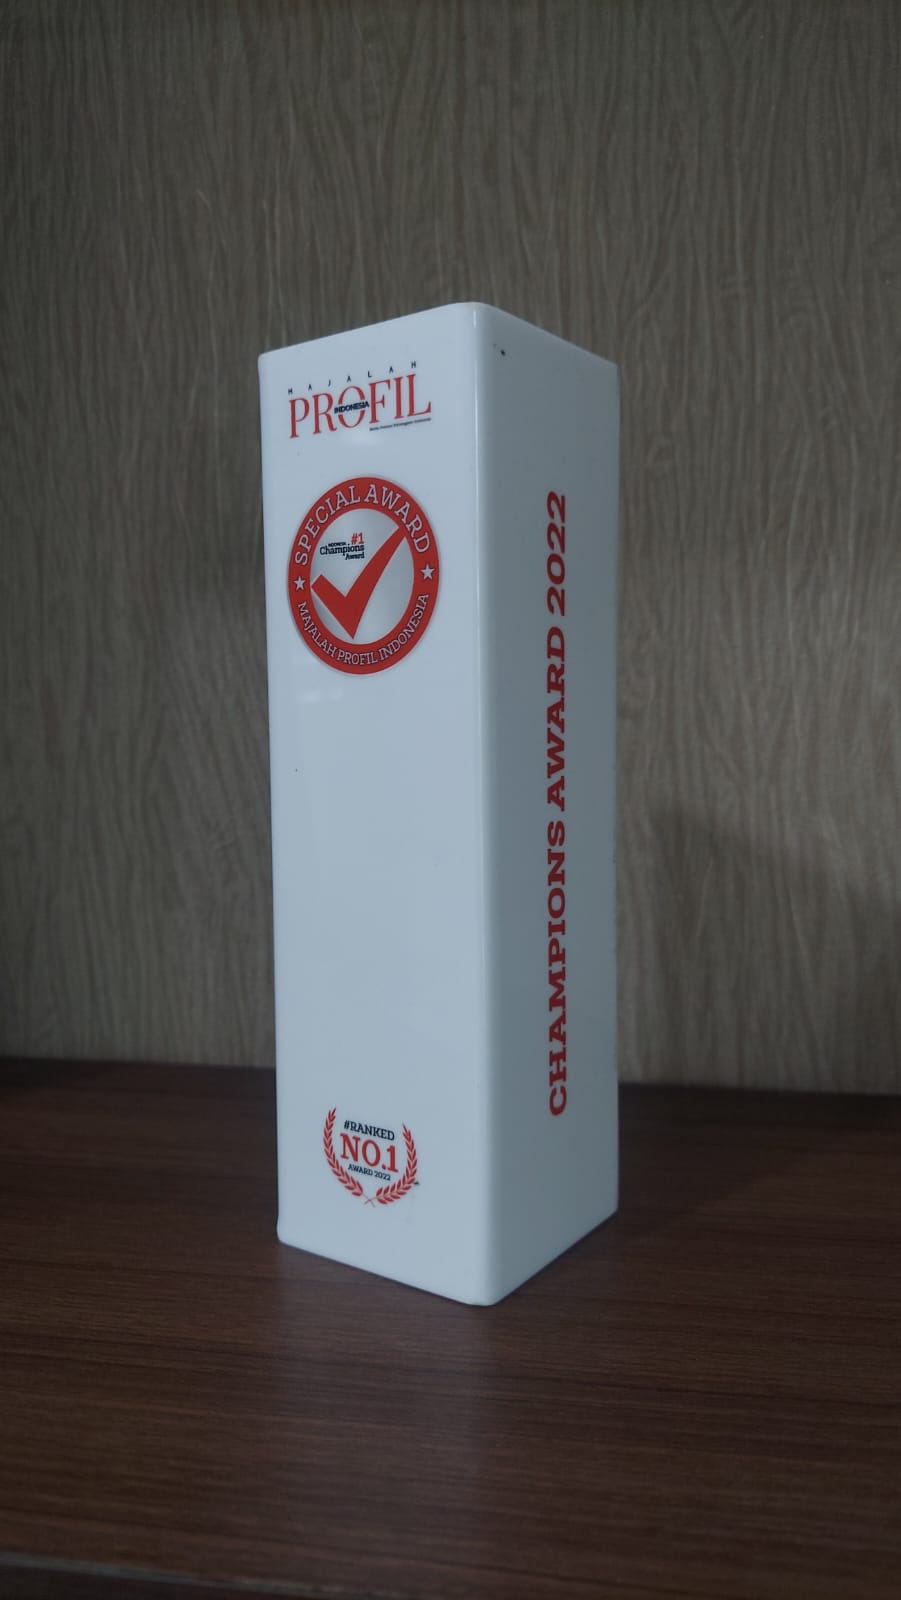 MAJALAH
PROFIL
INDONESIA
SPECIAL AWARD
INDONESIA #1
Champions
Award
MAJALAH PROFIL INDONESIA
#RANKED
NO.1
AWARD 2022
CHAMPIONS AWARD 2022